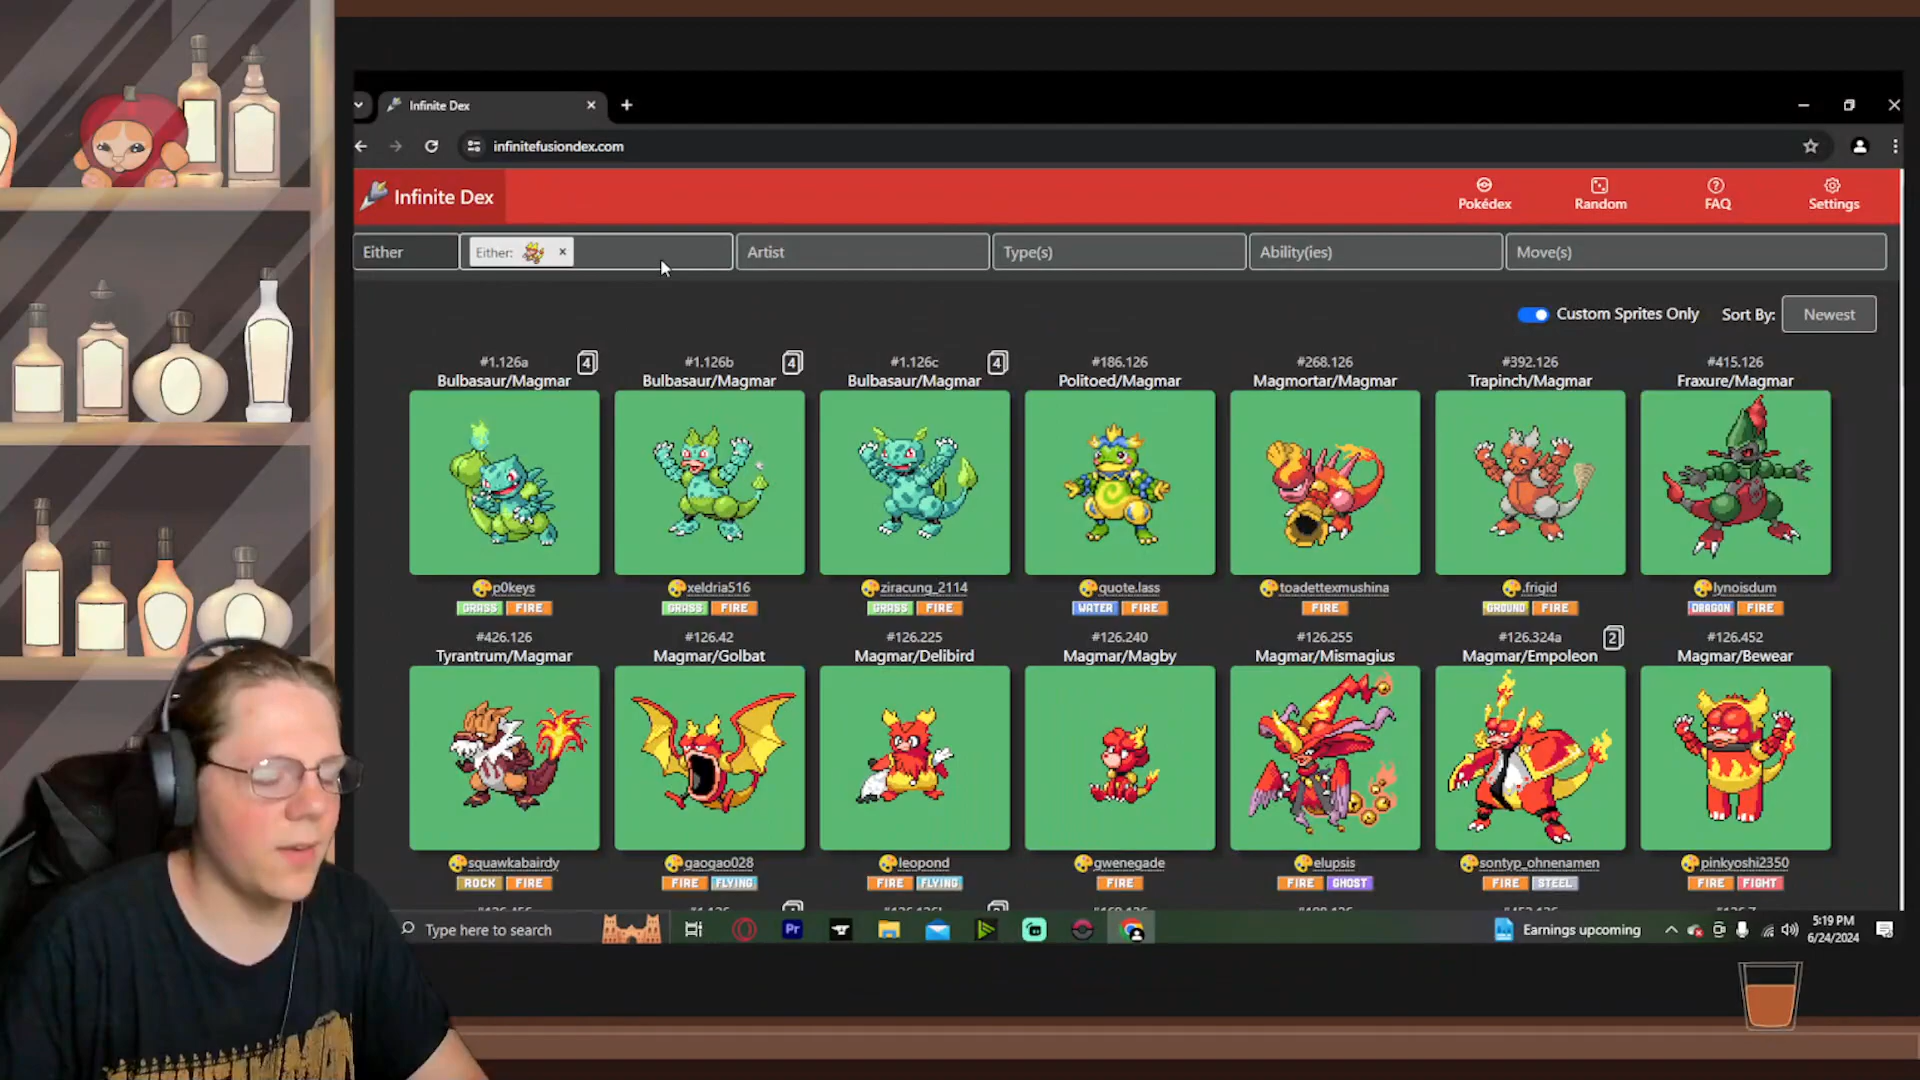 Infinite Dex
infinitefusiondex.com
Infinite Dex
Pokédex
Random
FAQ
Settings
Either
Either:
Artist
Type(s)
Ability(ies)
Move(s)
Custom Sprites Only
Sort By:
Newest
#1.126a
4
#1.126b
4
#1.126c
4
#186.126
#268.126
#392.126
#415.126
Bulbasaur/Magmar
Bulbasaur/Magmar
Bulbasaur/Magmar
Politoed/Magmar
Magmortar/Magmar
Trapinch/Magmar
Fraxure/Magmar
p0keys
xeldria516
ziracung_2114
quote.lass
toadettexmushina
.frigid
lynoisdum
GRASS FIRE
GRASS FIRE
GRASS FIRE
WATER FIRE
FIRE
GROUND FIRE
DRAGON FIRE
#426.126
#126.42
#126.225
#126.240
#126.255
#126.324a
2
#126.452
Tyrantrum/Magmar
Magmar/Golbat
Magmar/Delibird
Magmar/Magby
Magmar/Mismagius
Magmar/Empoleon
Magmar/Bewear
squawkabairdy
gaogao028
leopond
gwenegade
elupsis
sontyp_ohnenamen
pinkyoshi2350
ROCK FIRE
FIRE FLYING
FIRE FLYING
FIRE
FIRE GHOST
FIRE STEEL
FIRE FIGHT
Type here to search
Pr
Earnings upcoming
5:19 PM
6/24/2024